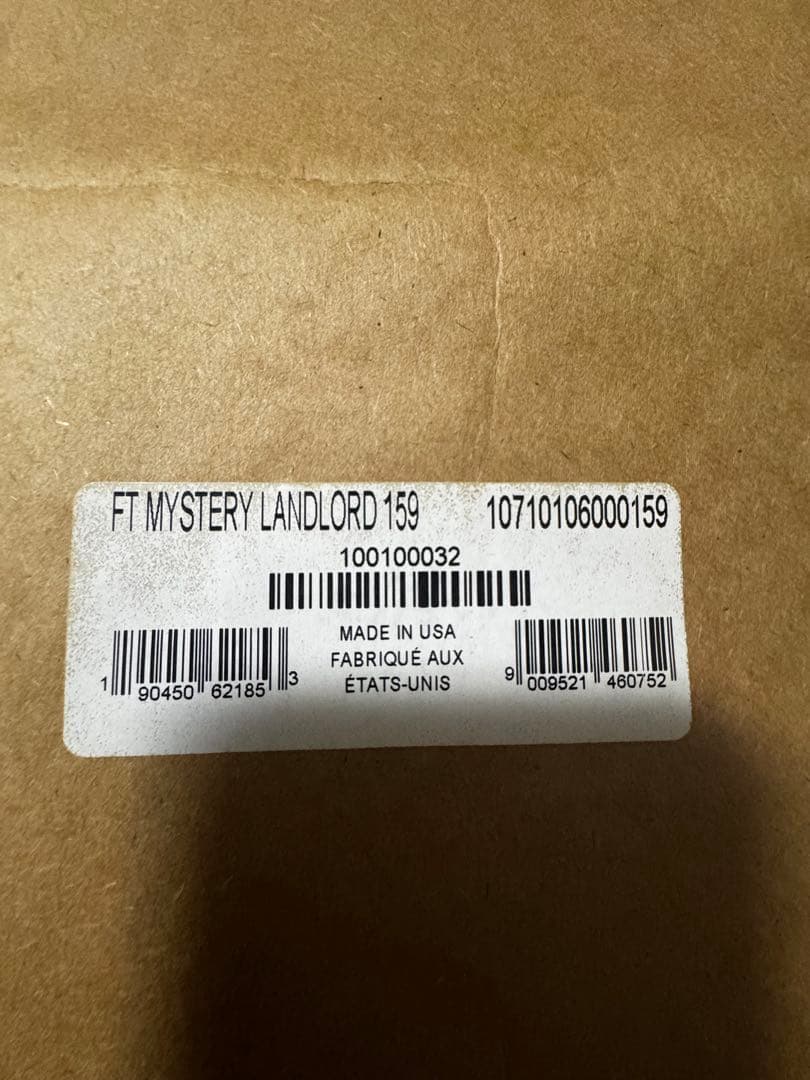 FT MYSTERY LANDLORD 159 10710106000159
100100032
MADE IN USA
FABRIQUÉ AUX
ÉTATS-UNIS
1 90450 62185 3
9 009521 460752